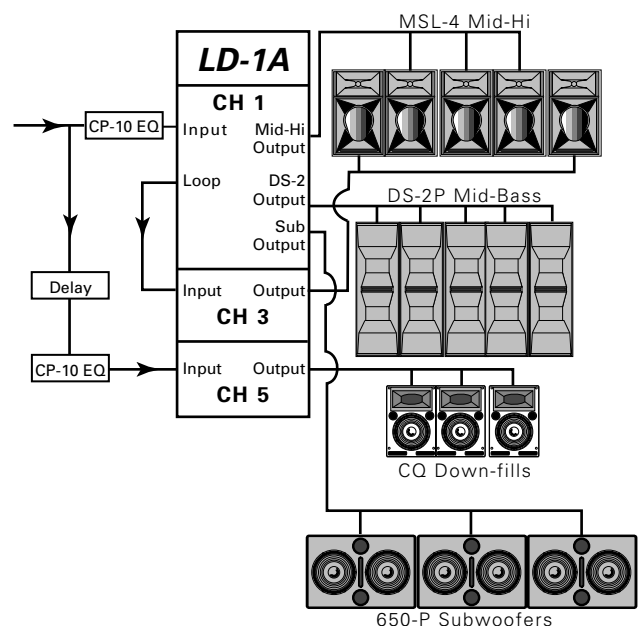 MSL-4 Mid-Hi
LD-1A
CH 1
CP-10 EQ
Input
Mid-Hi
Output
Loop
DS-2
Output
DS-2P Mid-Bass
Sub
Output
Delay
Input
Output
CH 3
CP-10 EQ
Input
Output
CH 5
CQ Down-fills
650-P Subwoofers